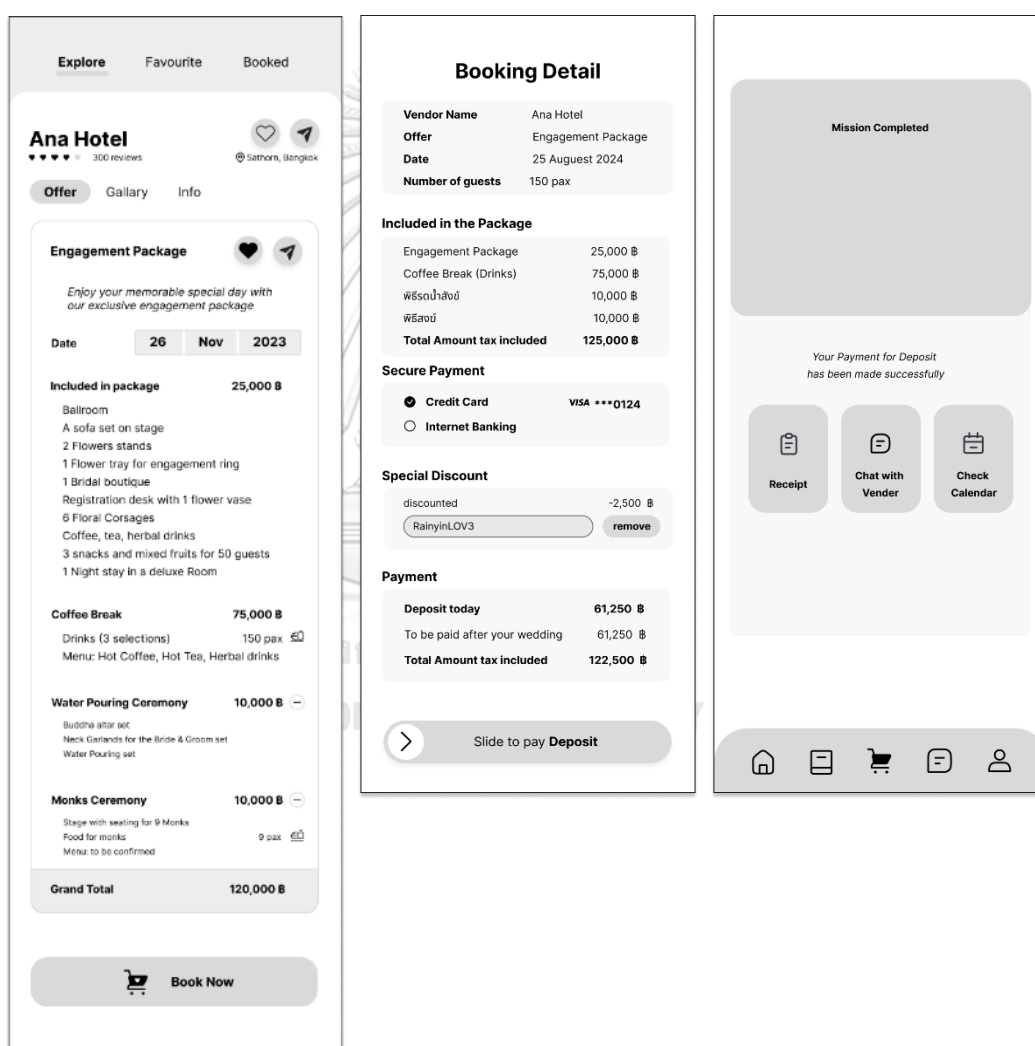 Explore Favourite Booked
Ana Hotel
300 reviews
Sathorn, Bangkok
Offer Gallary Info
Engagement Package
Enjoy your memorable special day with
our exclusive engagement package
Date 26 Nov 2023
Included in package 25,000 ฿
Ballroom
A sofa set on stage
2 Flowers stands
1 Flower tray for engagement ring
1 Bridal boutique
Registration desk with 1 flower vase
6 Floral Corsages
Coffee, tea, herbal drinks
3 snacks and mixed fruits for 50 guests
1 Night stay in a deluxe Room
Coffee Break 75,000 ฿
Drinks (3 selections) 150 pax
Menu: Hot Coffee, Hot Tea, Herbal drinks
Water Pouring Ceremony 10,000 ฿
Buddha altar set
Neck Garlands for the Bride & Groom set
Water Pouring set
Monks Ceremony 10,000 ฿
Stage with seating for 9 Monks
Food for monks 9 pax
Menu: to be confirmed
Grand Total 120,000 ฿
Book Now
Booking Detail
Vendor Name Ana Hotel
Offer Engagement Package
Date 25 Auguest 2024
Number of guests 150 pax
Included in the Package
Engagement Package 25,000 ฿
Coffee Break (Drinks) 75,000 ฿
พิธีรดน้ำสังข์ 10,000 ฿
พิธีสงฆ์ 10,000 ฿
Total Amount tax included 125,000 ฿
Secure Payment
Credit Card VISA ***0124
Internet Banking
Special Discount
discounted -2,500 ฿
RainyinLOV3 remove
Payment
Deposit today 61,250 ฿
To be paid after your wedding 61,250 ฿
Total Amount tax included 122,500 ฿
Slide to pay Deposit
Mission Completed
Your Payment for Deposit
has been made successfully
Receipt
Chat with
Vender
Check
Calendar